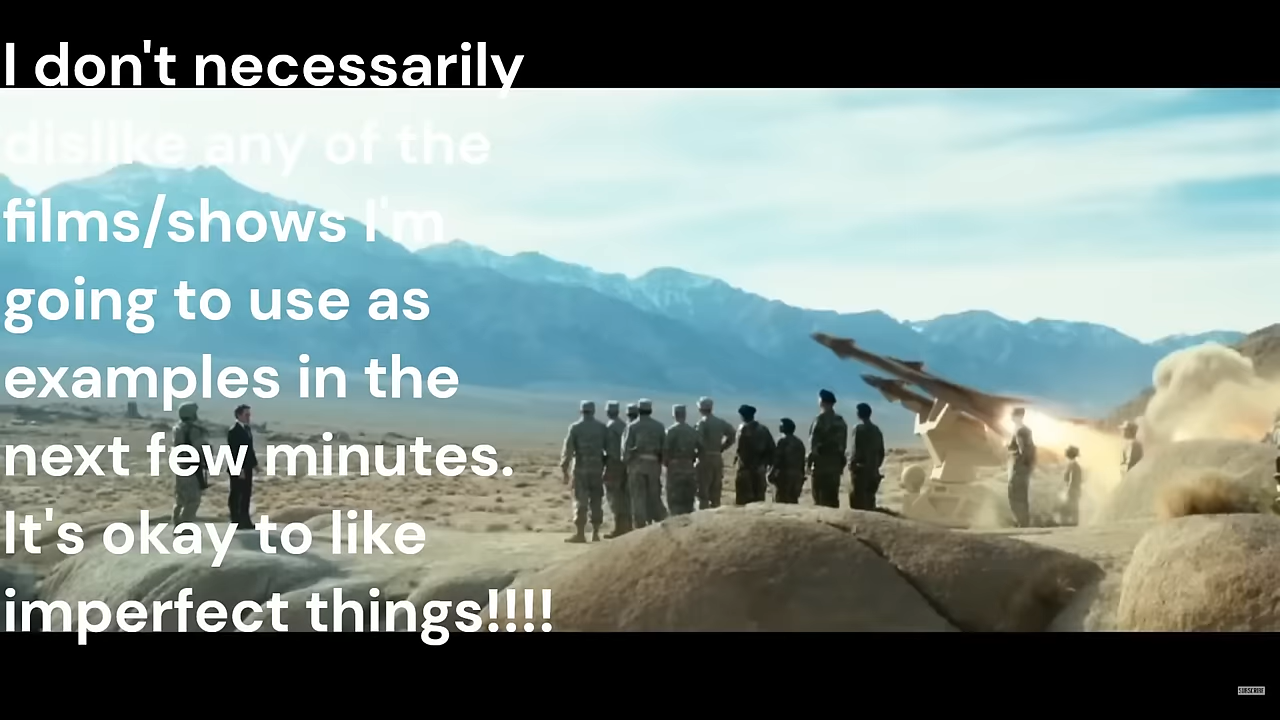 I don't necessarily
dislike any of the
films/shows I'm
going to use as
examples in the
next few minutes.
It's okay to like
imperfect things!!!!
SUBSCRIBE